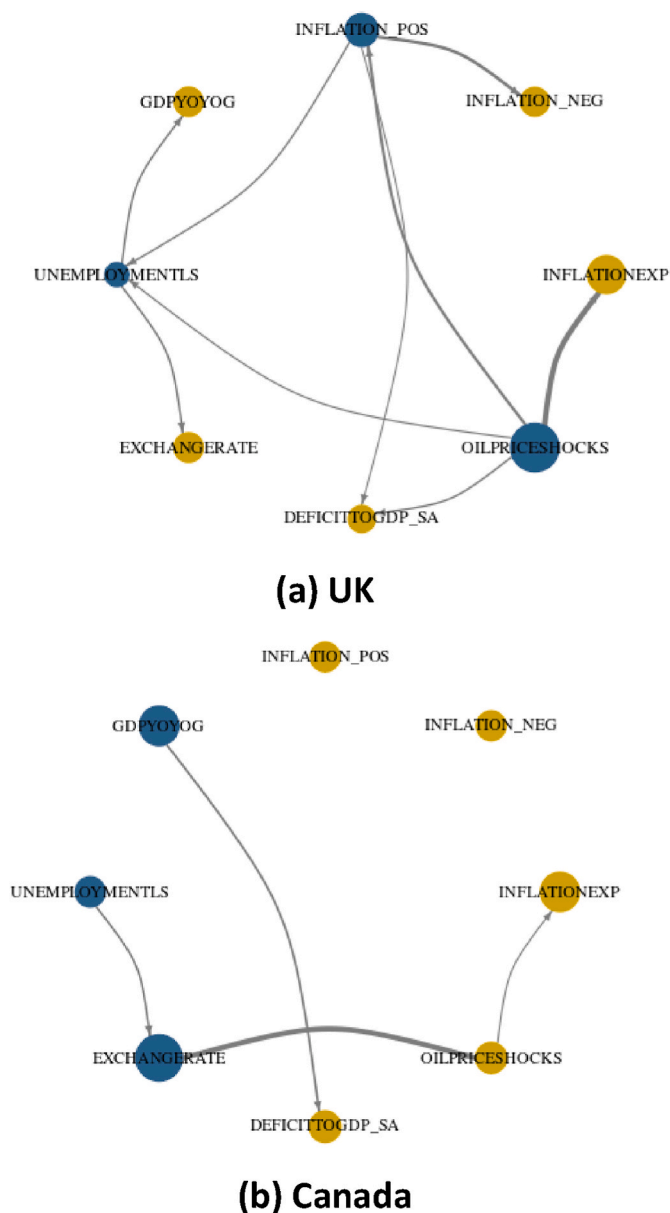 INFLATION_POS
GDPYOYOG
INFLATION_NEG
UNEMPLOYMENTLS
INFLATIONEXP
EXCHANGERATE
OILPRICESHOCKS
DEFICITTOGDP_SA
(a) UK
INFLATION_POS
GDPYOYOG
INFLATION_NEG
UNEMPLOYMENTLS
INFLATIONEXP
EXCHANGERATE
OILPRICESHOCKS
DEFICITTOGDP_SA
(b) Canada